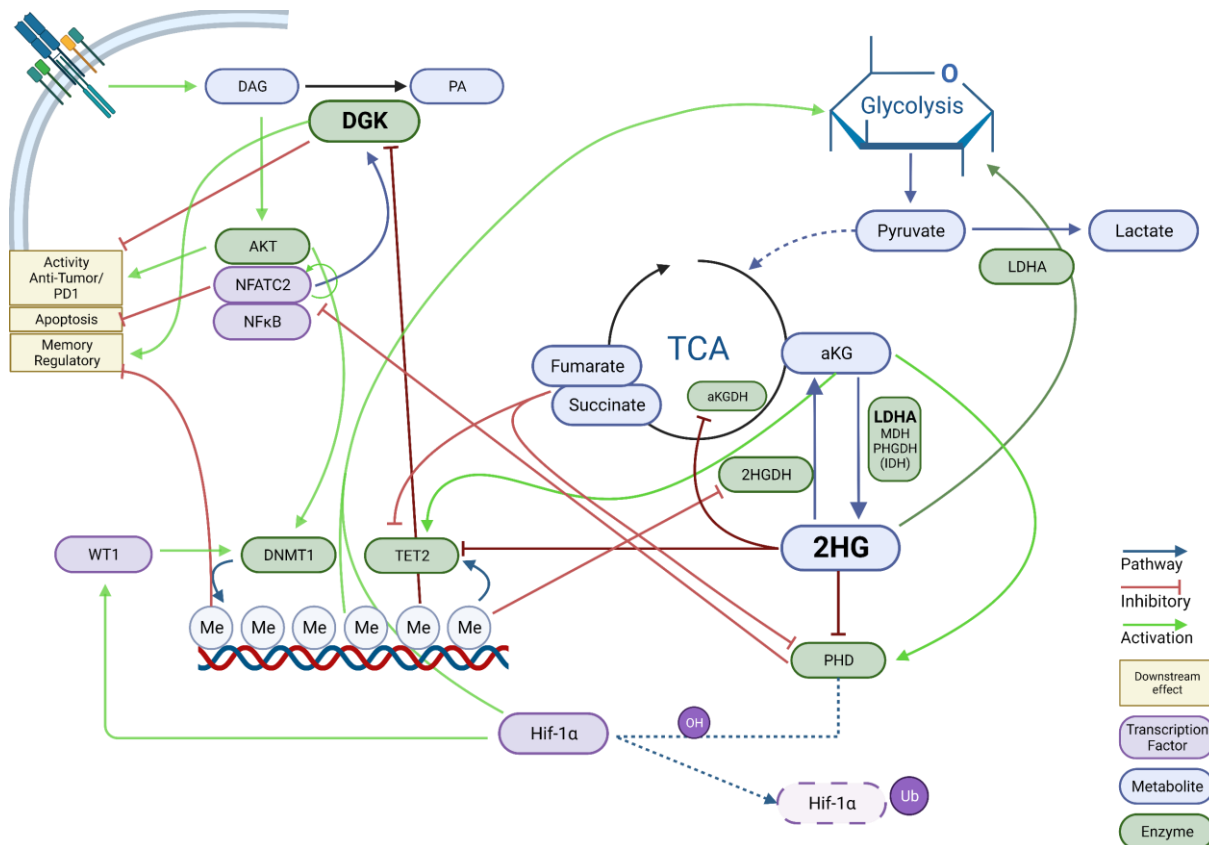 DAG
PA
DGK
O
Glycolysis
AKT
NFATC2
NFκB
Activity
Anti-Tumor/
PD1
Apoptosis
Memory
Regulatory
Pyruvate
Lactate
LDHA
TCA
Fumarate
Succinate
aKG
aKGDH
LDHA
MDH
PHGDH
(IDH)
2HGDH
2HG
WT1
DNMT1
TET2
Me
Me
Me
Me
Me
Me
PHD
Hif-1α
OH
Hif-1α
Ub
Pathway
Inhibitory
Activation
Downstream
effect
Transcription
Factor
Metabolite
Enzyme